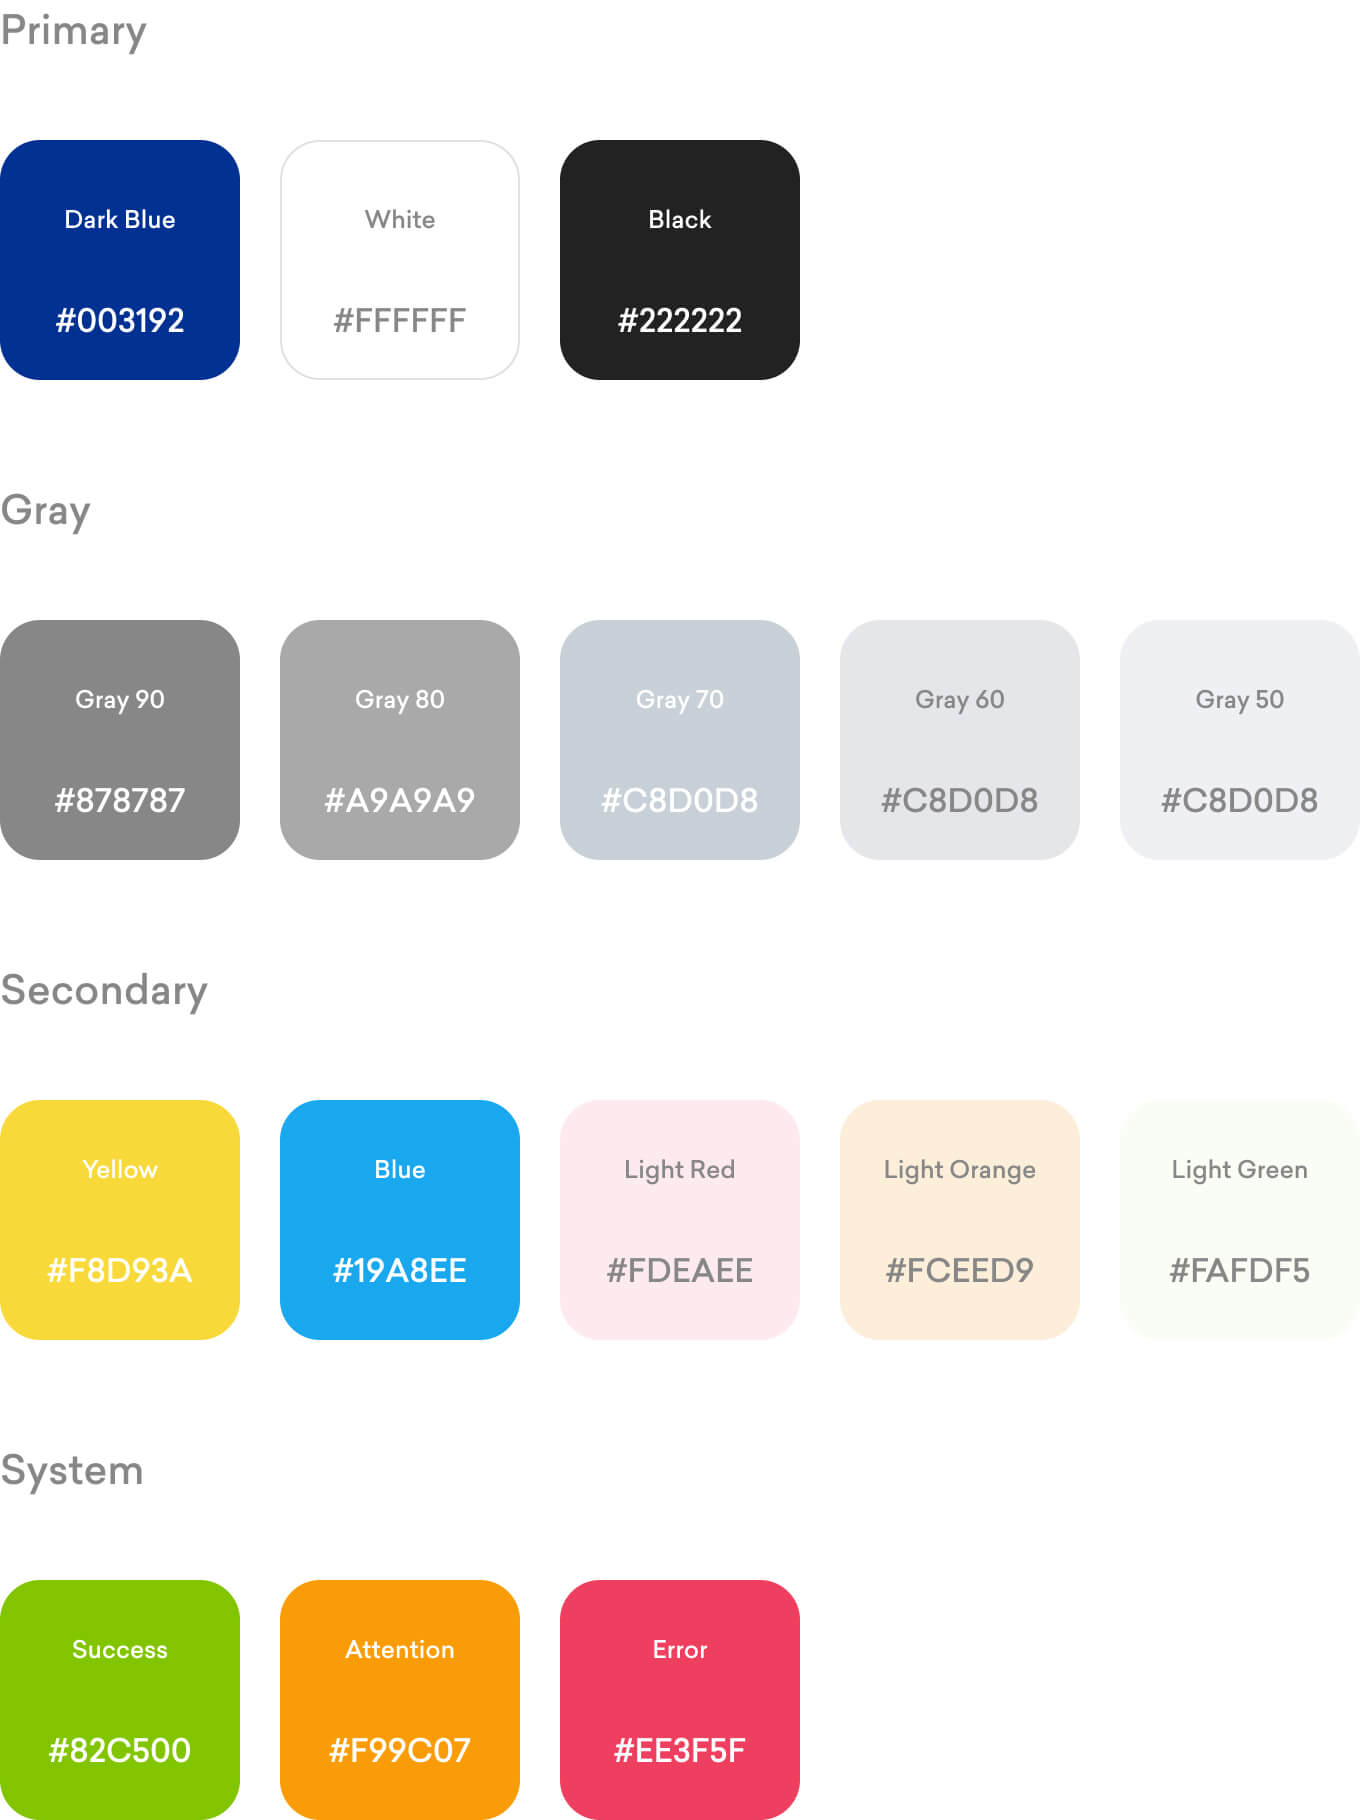 Primary
Dark Blue
White
Black
#003192
#FFFFFF
#222222
Gray
Gray 90
Gray 80
Gray 70
Gray 60
Gray 50
#878787
#A9A9A9
#C8D0D8
#C8D0D8
#C8D0D8
Secondary
Yellow
Blue
Light Red
Light Orange
Light Green
#F8D93A
#19A8EE
#FDEAEE
#FCEED9
#FAFDF5
System
Success
Attention
Error
#82C500
#F99C07
#EE3F5F